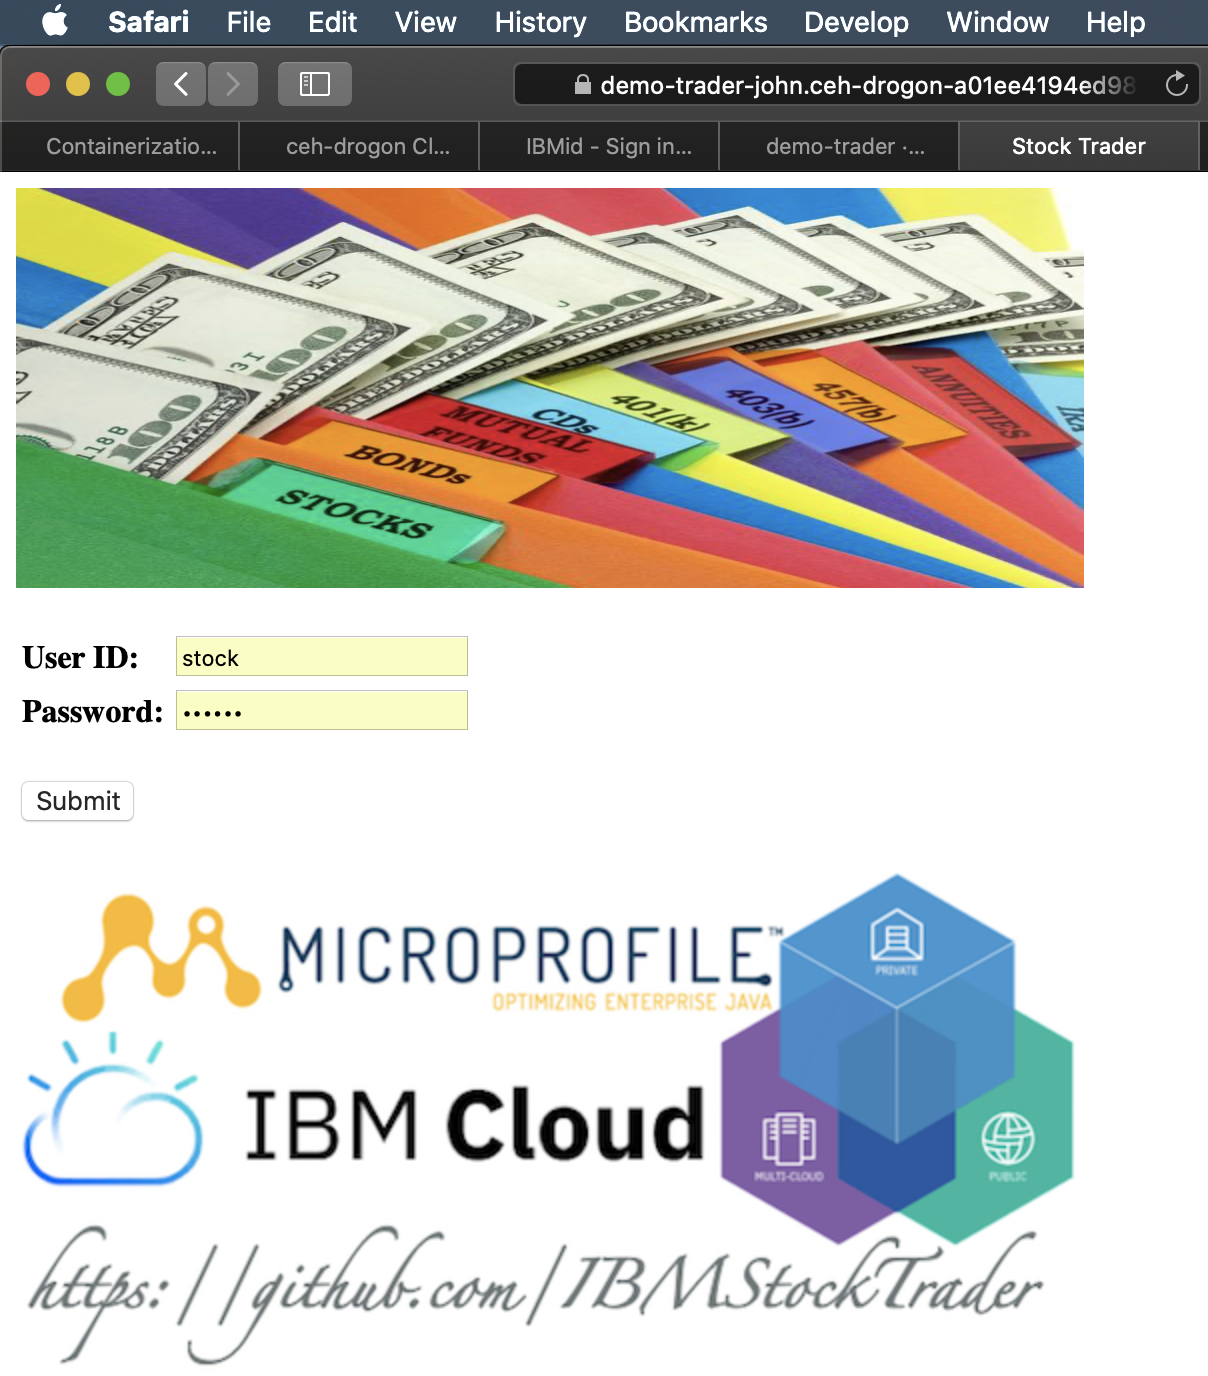 Safari File Edit View History Bookmarks Develop Window Help
demo-trader-john.ceh-drogon-a01ee4194ed98
Containerizatio... ceh-drogon Cl... IBMid - Sign in... demo-trader ·... Stock Trader
ANNUITIES
457(b)
403(b)
401(k)
CDs
MUTUAL
FUNDS
BONDs
STOCKS
User ID: stock
Password: ••••••
Submit
MICROPROFILE™
OPTIMIZING ENTERPRISE JAVA
PRIVATE
IBM Cloud
MULTI-CLOUD PUBLIC
https://github.com/IBMStockTrader